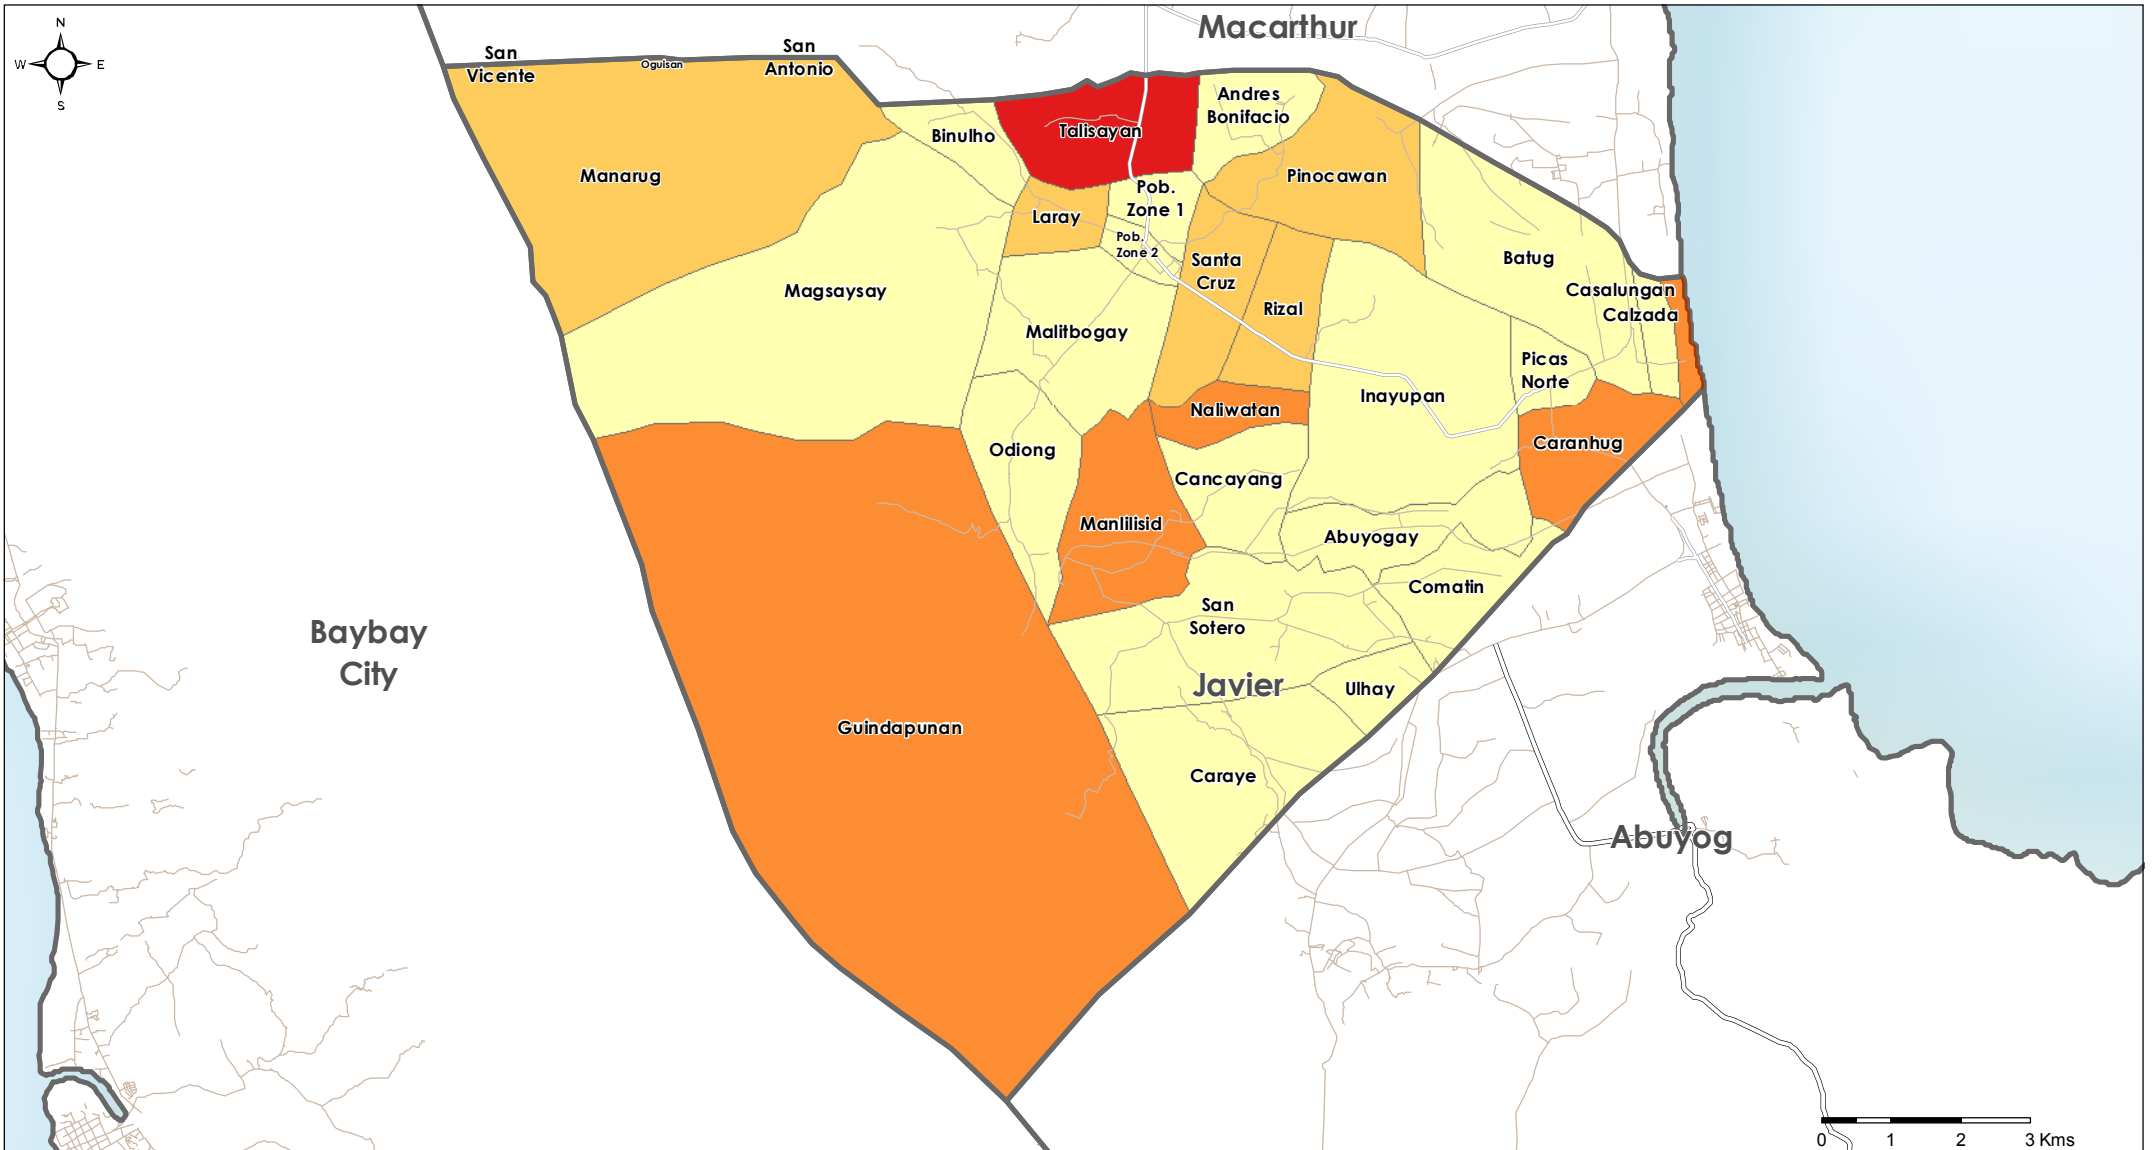 Macarthur
N
W
E
S
San
Vicente
Oguisan
San
Antonio
Manarug
Binulho
Talisayan
Andres
Bonifacio
Pinocawan
Laray
Pob.
Zone 1
Pob.
Zone 2
Santa
Cruz
Rizal
Batug
Casalungan
Calzada
Magsaysay
Malitbogay
Picas
Norte
Inayupan
Naliwatan
Caranhug
Odiong
Cancayang
Manlilisid
Abuyogay
Comatin
San
Sotero
Baybay
City
Javier
Ulhay
Guindapunan
Caraye
Abuyog
0 1 2 3 Kms